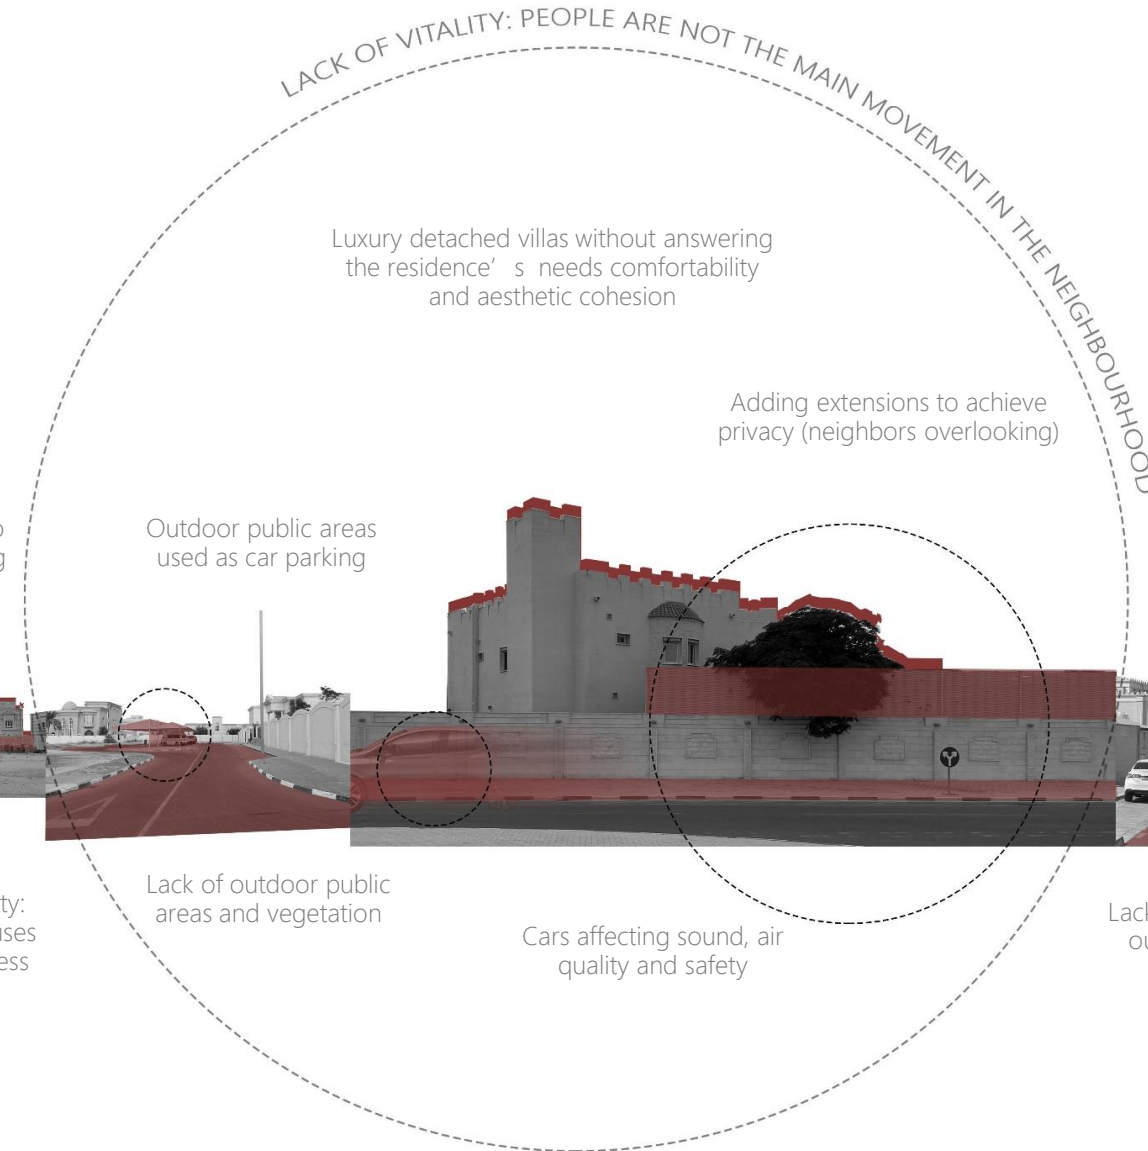 LACK OF VITALITY: PEOPLE ARE NOT THE MAIN MOVEMENT IN THE NEIGHBOURHOOD
Luxury detached villas without answering
the residence’ s needs comfortability
and aesthetic cohesion
Adding extensions to achieve
privacy (neighbors overlooking)
Outdoor public areas
used as car parking
Lack of outdoor public
areas and vegetation
Cars affecting sound, air
quality and safety